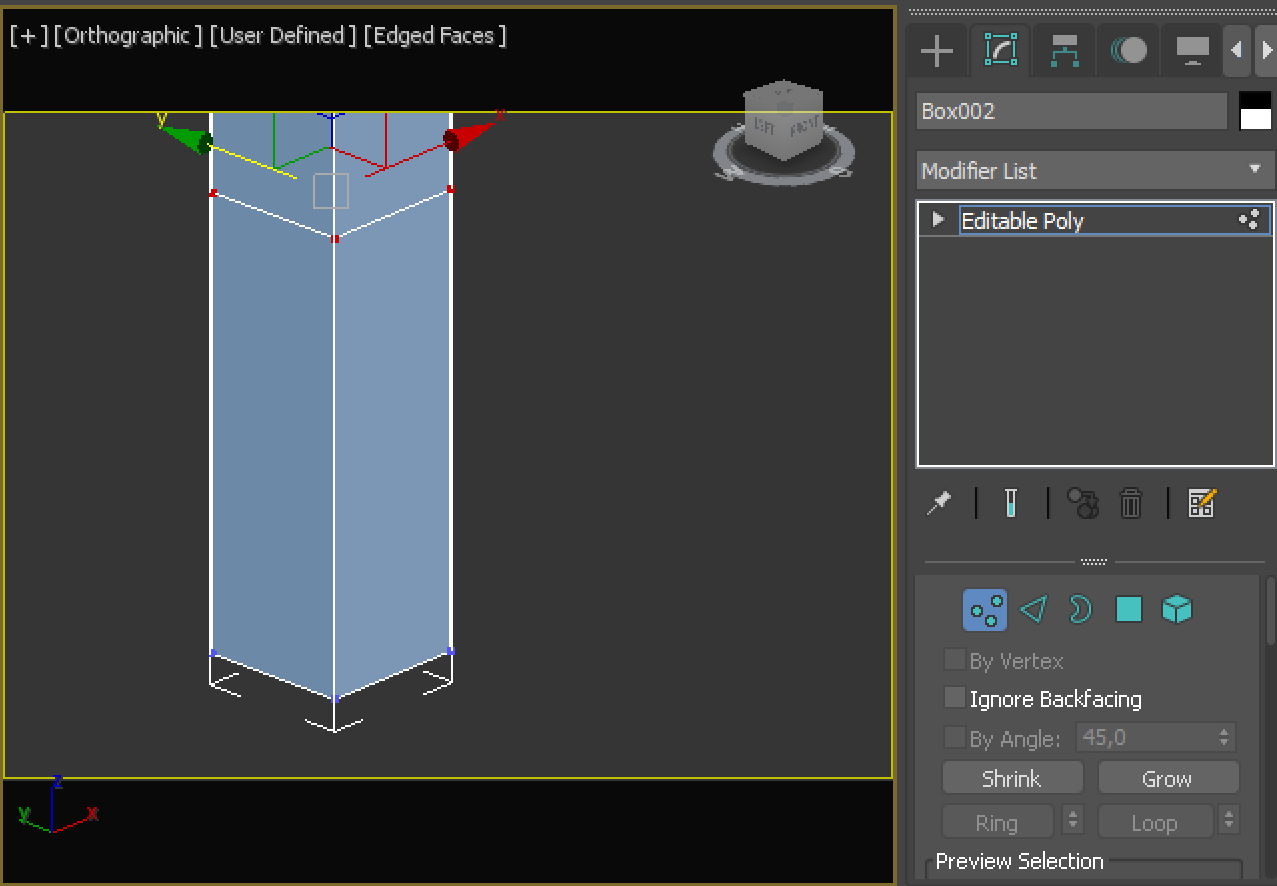 [+] [Orthographic] [User Defined] [Edged Faces]
y
x
LEFT
FRONT
z
y
x
Box002
Modifier List
Editable Poly
By Vertex
Ignore Backfacing
By Angle: 45,0
Shrink Grow
Ring Loop
Preview Selection